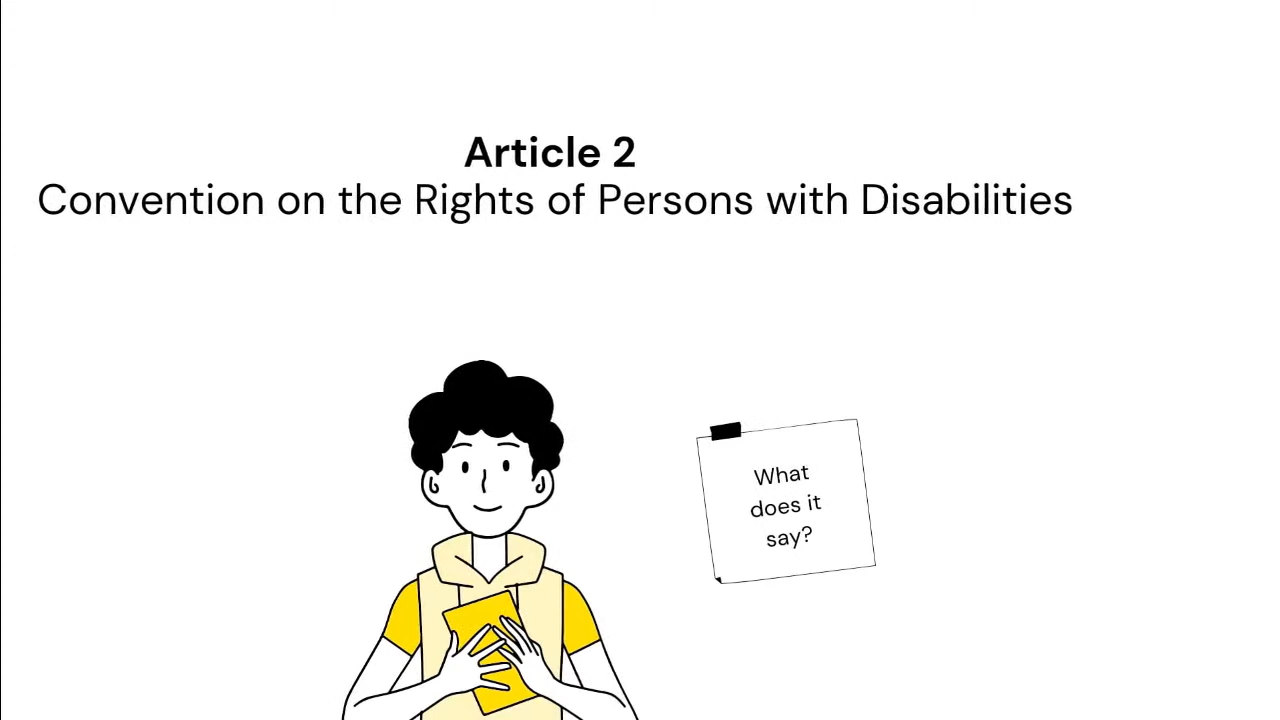 Article 2
Convention on the Rights of Persons with Disabilities
What
does it
say?